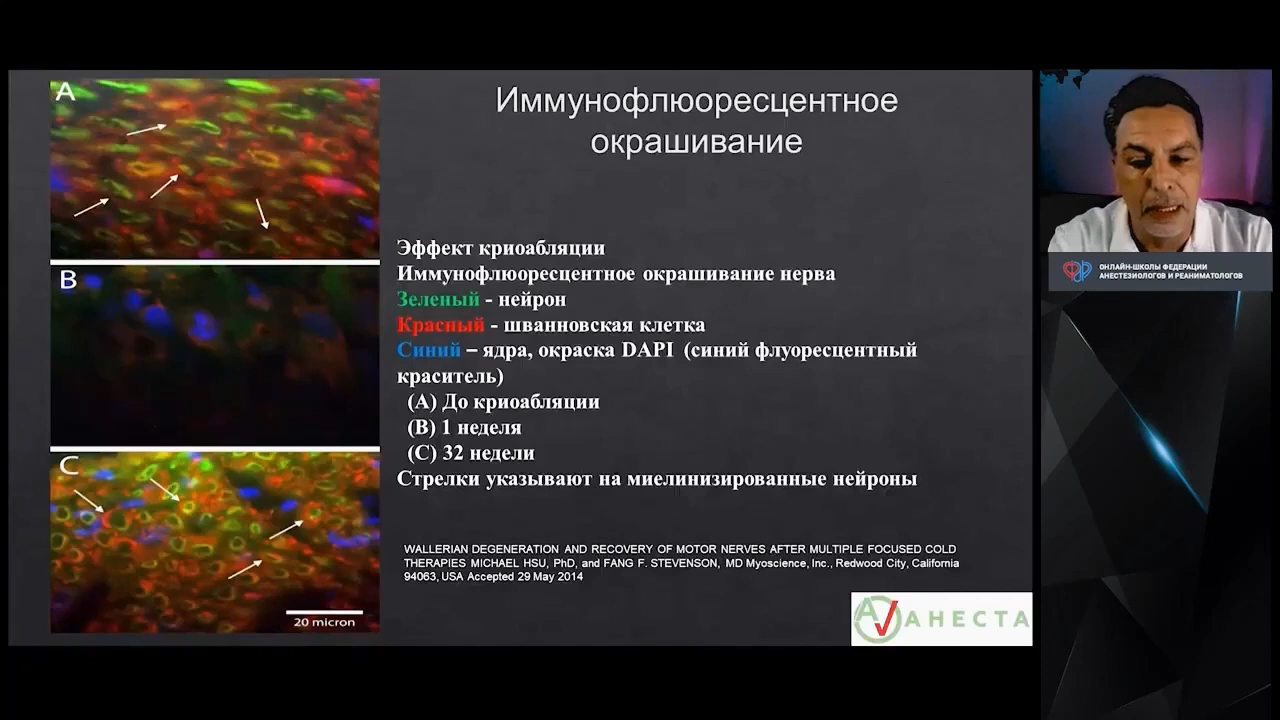 A
B
C
20 micron
Иммунофлюоресцентное
окрашивание
Эффект криоабляции
Иммунофлюоресцентное окрашивание нерва
Зеленый - нейрон
Красный - шванновская клетка
Синий – ядра, окраска DAPI (синий флуоресцентный
краситель)
(A) До криоабляции
(B) 1 неделя
(C) 32 недели
Стрелки указывают на миелинизированные нейроны
WALLERIAN DEGENERATION AND RECOVERY OF MOTOR NERVES AFTER MULTIPLE FOCUSED COLD
THERAPIES MICHAEL HSU, PhD, and FANG F. STEVENSON, MD Myoscience, Inc., Redwood City, California
94063, USA Accepted 29 May 2014
АНЕСТА
ОНЛАЙН-ШКОЛЫ ФЕДЕРАЦИИ
АНЕСТЕЗИОЛОГОВ И РЕАНИМАТОЛОГОВ